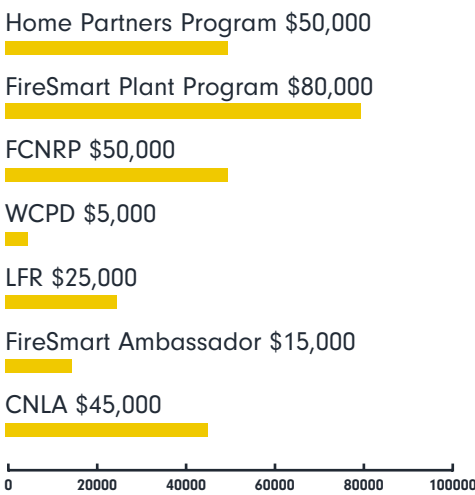 Home Partners Program $50,000
FireSmart Plant Program $80,000
FCNRP $50,000
WCPD $5,000
LFR $25,000
FireSmart Ambassador $15,000
CNLA $45,000
0 20000 40000 60000 80000 100000